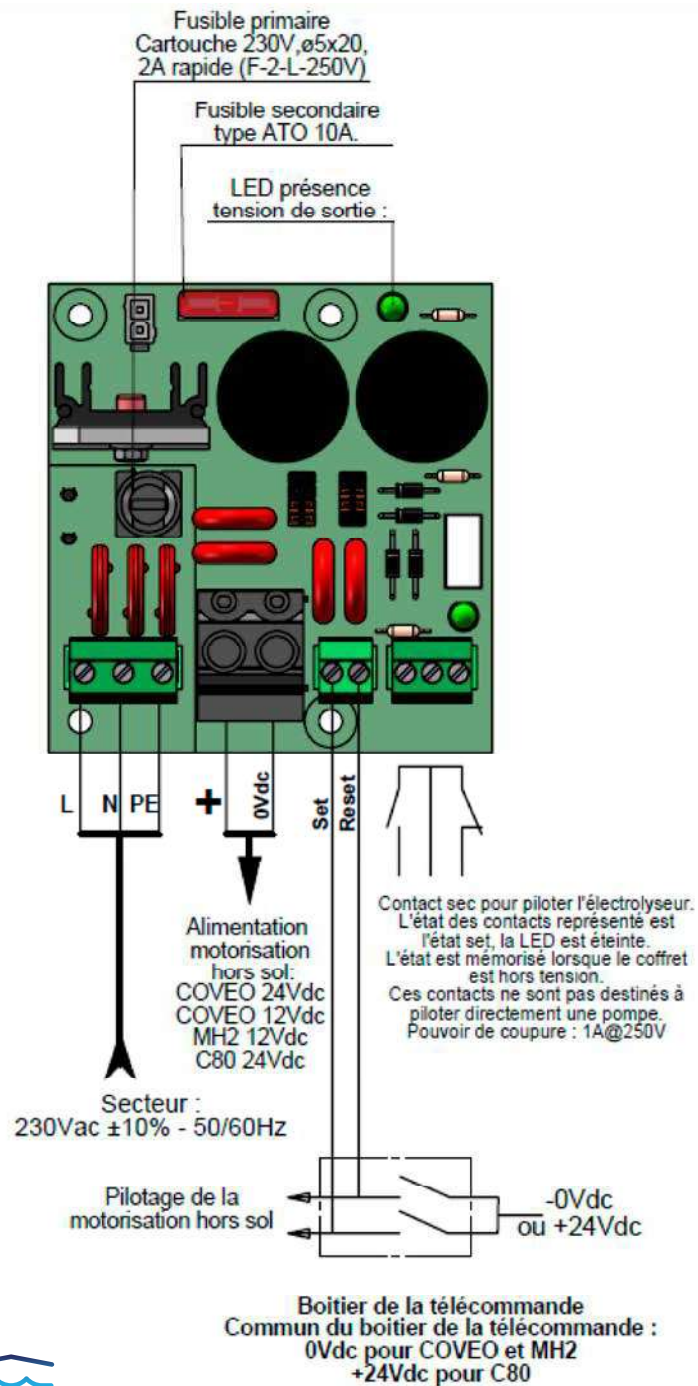 Fusible primaire
Cartouche 230V,ø5x20,
2A rapide (F-2-L-250V)
Fusible secondaire
type ATO 10A.
LED présence
tension de sortie :
L N PE
+
0Vdc
Set
Reset
Alimentation
motorisation
hors sol:
COVEO 24Vdc
COVEO 12Vdc
MH2 12Vdc
C80 24Vdc
Contact sec pour piloter l'électrolyseur.
L'état des contacts représenté est
l'état set, la LED est éteinte.
L'état est mémorisé lorsque le coffret
est hors tension.
Ces contacts ne sont pas destinés à
piloter directement une pompe.
Pouvoir de coupure : 1A@250V
Secteur :
230Vac ±10% - 50/60Hz
Pilotage de la
motorisation hors sol
-0Vdc
ou +24Vdc
Boitier de la télécommande
Commun du boitier de la télécommande :
0Vdc pour COVEO et MH2
+24Vdc pour C80